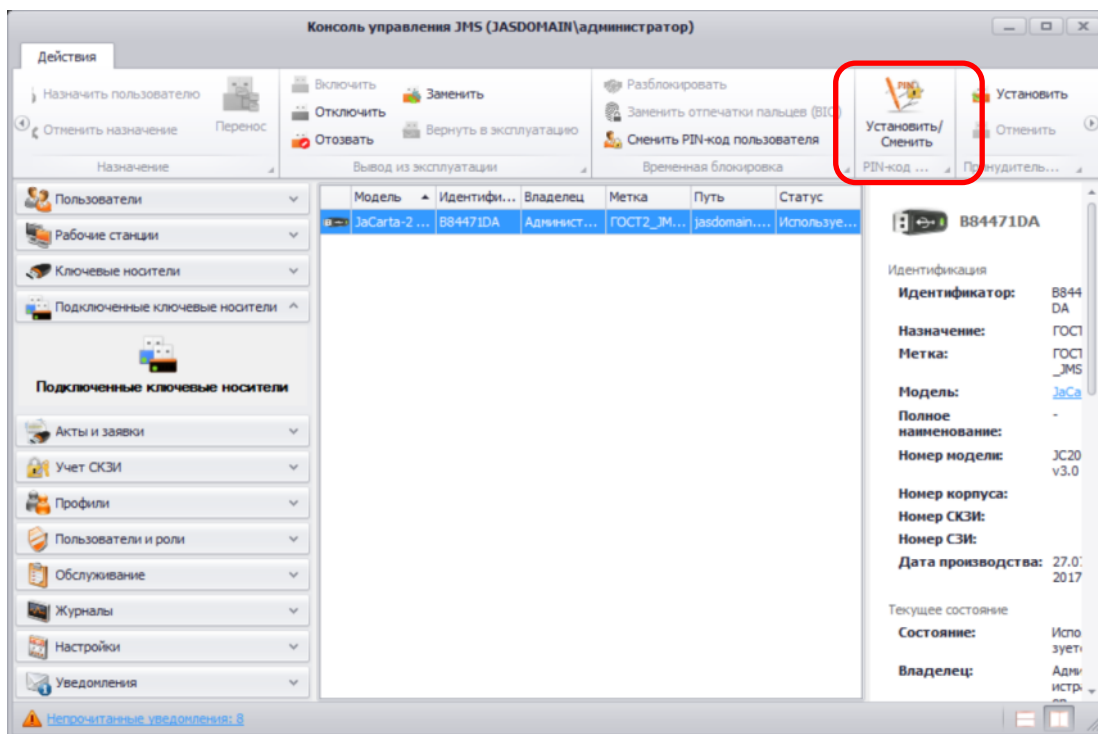 Консоль управления JMS (JASDOMAIN\администратор)
Действия
Назначить пользователю
Отменить назначение
Перенос
Назначение
Включить
Отключить
Отозвать
Заменить
Вернуть в эксплуатацию
Вывод из эксплуатации
Разблокировать
Заменить отпечатки пальцев (BIO)
Сменить PIN-код пользователя
Временная блокировка
PIN
Установить/
Сменить
PIN-код ...
Установить
Отменить
Принудитель...
Пользователи
Рабочие станции
Ключевые носители
Подключенные ключевые носители
Подключенные ключевые носители
Акты и заявки
Учет СКЗИ
Профили
Пользователи и роли
Обслуживание
Журналы
Настройки
Уведомления
Модель Идентифи... Владелец Метка Путь Статус
JaCarta-2 ... B84471DA Админист... ГОСТ2_JM... jasdomain.... Используе...
B84471DA
Идентификация
Идентификатор: B844
DA
Назначение: ГОСТ
Метка: ГОСТ
_JMS
Модель: JaCa
Полное -
наименование:
Номер модели: JC20
v3.0
Номер корпуса:
Номер СКЗИ:
Номер СЗИ:
Дата производства: 27.0
2017
Текущее состояние
Состояние: Испо
зует
Владелец: Адми
истр
Непрочитанные уведомления: 8